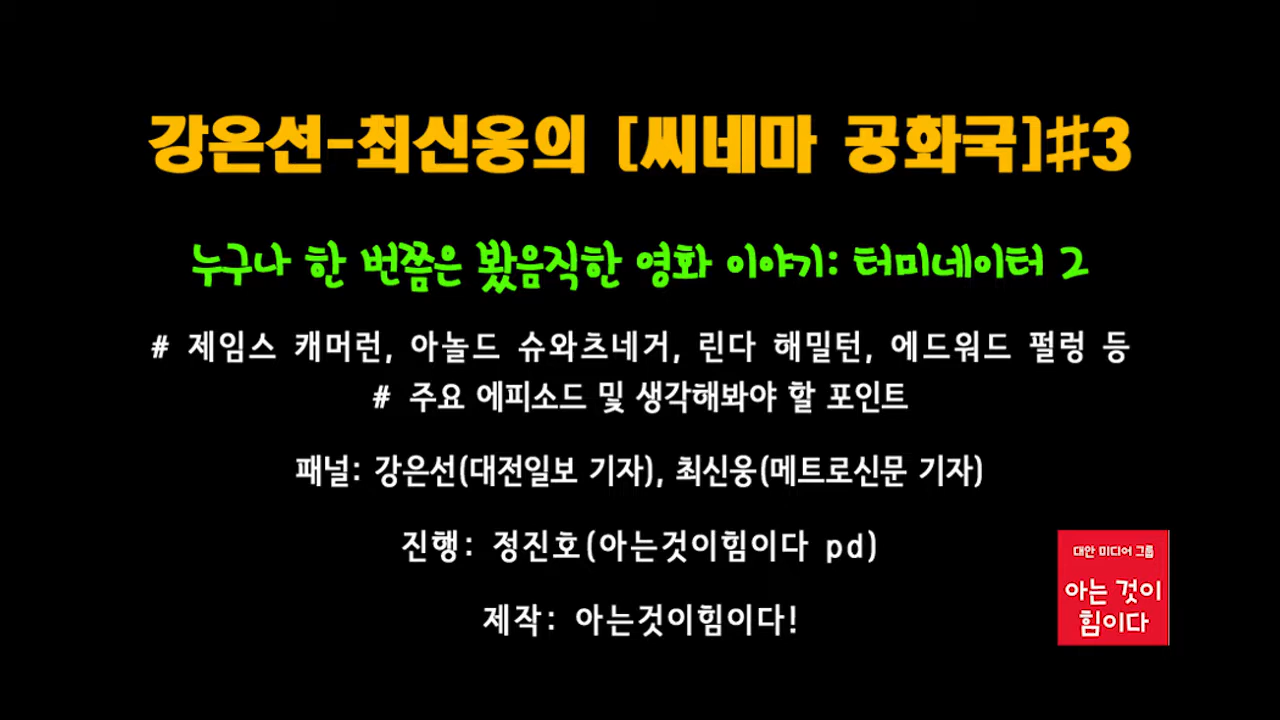 강은선-최신웅의 [씨네마 공화국]#3
누구나 한 번쯤은 봤음직한 영화 이야기: 터미네이터 2
# 제임스 캐머런, 아놀드 슈와츠네거, 린다 해밀턴, 에드워드 펄렁 등
# 주요 에피소드 및 생각해봐야 할 포인트
패널: 강은선(대전일보 기자), 최신웅(메트로신문 기자)
진행: 정진호(아는것이힘이다 pd)
제작: 아는것이힘이다!
대안 미디어 그룹
아는 것이
힘이다